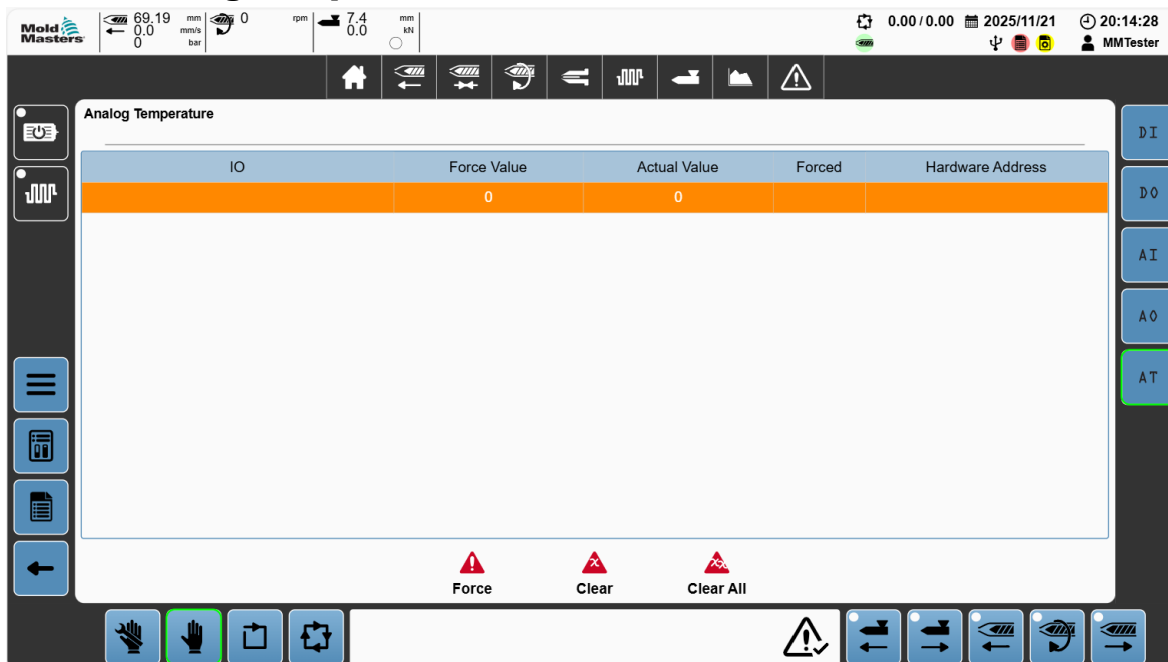 Mold
Masters
69.19 mm
0.0 mm/s
0 bar
0 rpm
7.4 mm
0.0 kN
0.00 / 0.00
2025/11/21
20:14:28
MMTester
Analog Temperature
IO Force Value Actual Value Forced Hardware Address
0 0
DI
DO
AI
AO
AT
Force Clear Clear All